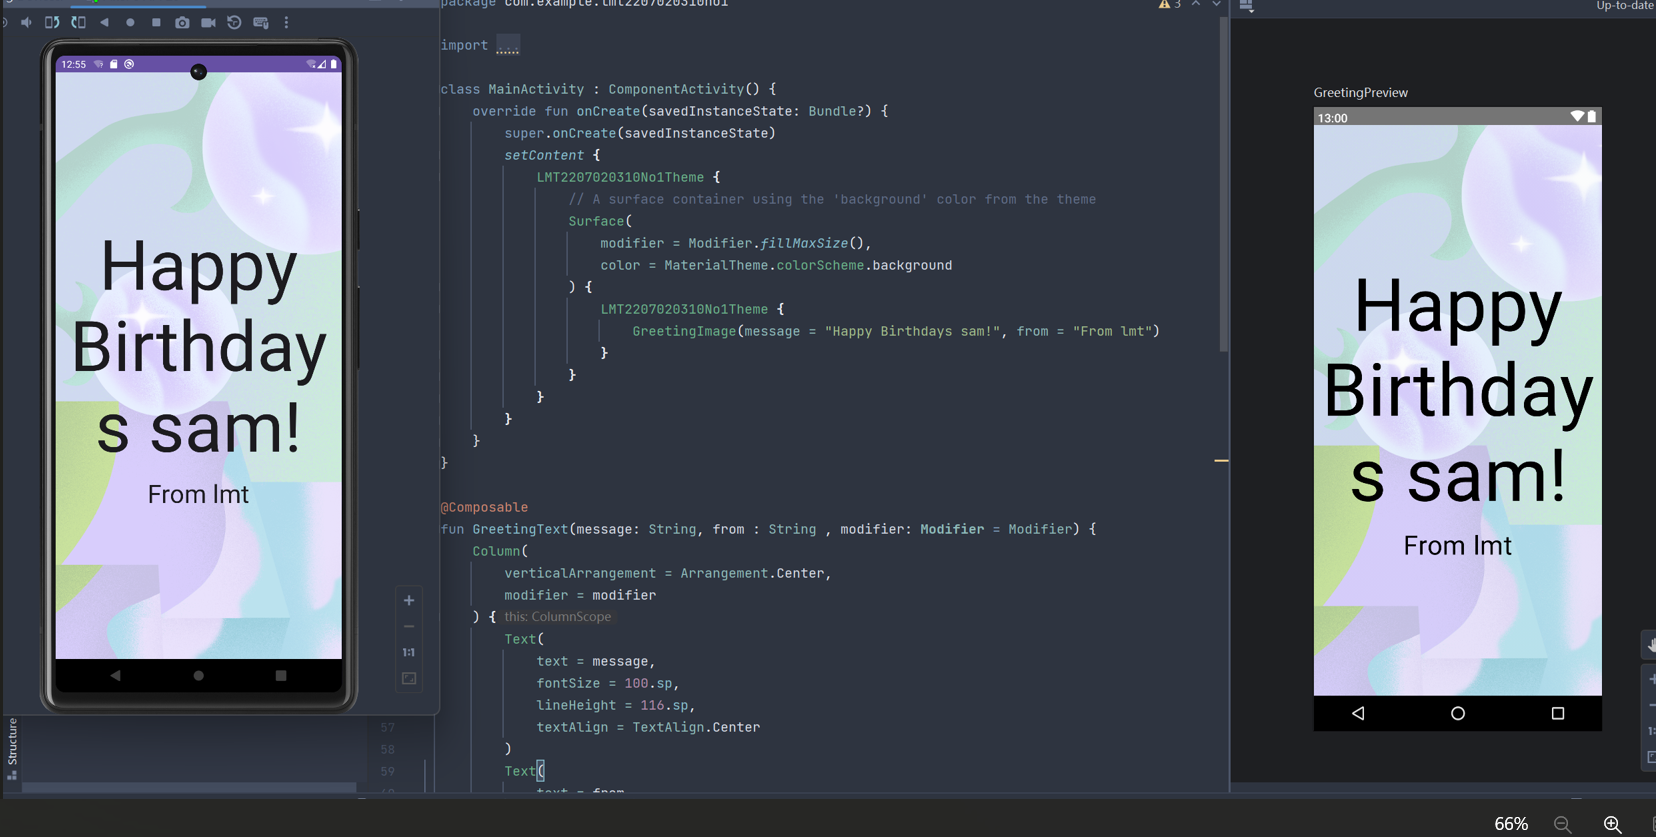 package com.example.lmt2207020310no1
3
Up-to-date
import ...
12:55
Happy
Birthday
s sam!
From lmt
class MainActivity : ComponentActivity() {
override fun onCreate(savedInstanceState: Bundle?) {
super.onCreate(savedInstanceState)
setContent {
LMT2207020310No1Theme {
// A surface container using the 'background' color from the theme
Surface(
modifier = Modifier.fillMaxSize(),
color = MaterialTheme.colorScheme.background
) {
LMT2207020310No1Theme {
GreetingImage(message = "Happy Birthdays sam!", from = "From lmt")
}
}
}
}
}
}
@Composable
fun GreetingText(message: String, from : String , modifier: Modifier = Modifier) {
Column(
verticalArrangement = Arrangement.Center,
modifier = modifier
) { this: ColumnScope
Text(
text = message,
fontSize = 100.sp,
lineHeight = 116.sp,
57
textAlign = TextAlign.Center
58
)
59
Text(
text = from
1:1
Structure
GreetingPreview
13:00
Happy
Birthday
s sam!
From lmt
66%